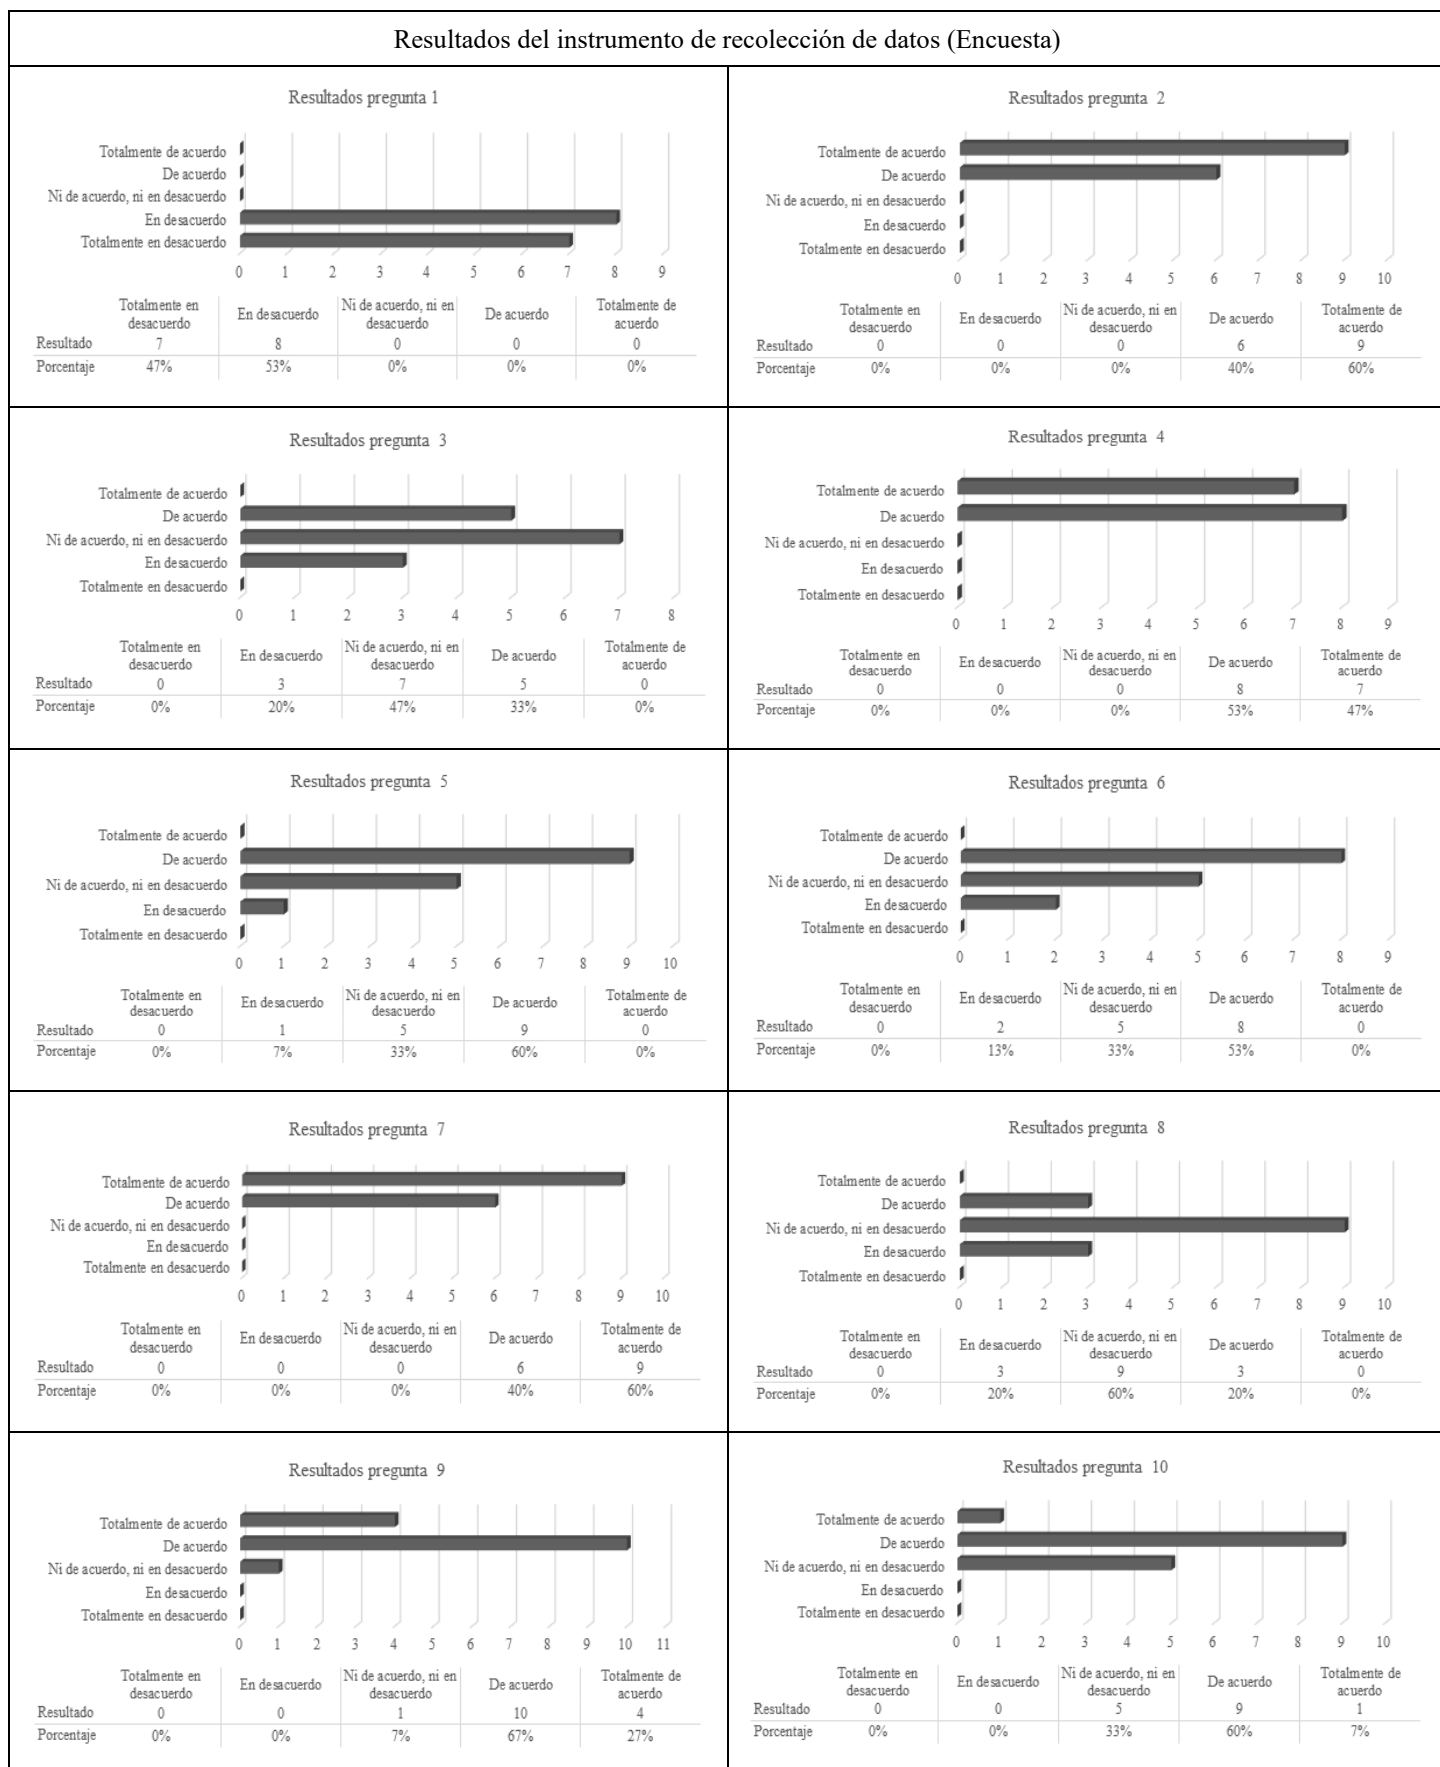 Resultados del instrumento de recolección de datos (Encuesta)
Resultados pregunta 1
Totalmente de acuerdo
De acuerdo
Ni de acuerdo, ni en desacuerdo
En desacuerdo
Totalmente en desacuerdo
0 1 2 3 4 5 6 7 8 9
Totalmente en desacuerdo En desacuerdo Ni de acuerdo, ni en desacuerdo De acuerdo Totalmente de acuerdo
Resultado 7 8 0 0 0
Porcentaje 47% 53% 0% 0% 0%
Resultados pregunta 2
Totalmente de acuerdo
De acuerdo
Ni de acuerdo, ni en desacuerdo
En desacuerdo
Totalmente en desacuerdo
0 1 2 3 4 5 6 7 8 9 10
Totalmente en desacuerdo En desacuerdo Ni de acuerdo, ni en desacuerdo De acuerdo Totalmente de acuerdo
Resultado 0 0 0 6 9
Porcentaje 0% 0% 0% 40% 60%
Resultados pregunta 3
Totalmente de acuerdo
De acuerdo
Ni de acuerdo, ni en desacuerdo
En desacuerdo
Totalmente en desacuerdo
0 1 2 3 4 5 6 7 8
Totalmente en desacuerdo En desacuerdo Ni de acuerdo, ni en desacuerdo De acuerdo Totalmente de acuerdo
Resultado 0 3 7 5 0
Porcentaje 0% 20% 47% 33% 0%
Resultados pregunta 4
Totalmente de acuerdo
De acuerdo
Ni de acuerdo, ni en desacuerdo
En desacuerdo
Totalmente en desacuerdo
0 1 2 3 4 5 6 7 8 9
Totalmente en desacuerdo En desacuerdo Ni de acuerdo, ni en desacuerdo De acuerdo Totalmente de acuerdo
Resultado 0 0 0 8 7
Porcentaje 0% 0% 0% 53% 47%
Resultados pregunta 5
Totalmente de acuerdo
De acuerdo
Ni de acuerdo, ni en desacuerdo
En desacuerdo
Totalmente en desacuerdo
0 1 2 3 4 5 6 7 8 9 10
Totalmente en desacuerdo En desacuerdo Ni de acuerdo, ni en desacuerdo De acuerdo Totalmente de acuerdo
Resultado 0 1 5 9 0
Porcentaje 0% 7% 33% 60% 0%
Resultados pregunta 6
Totalmente de acuerdo
De acuerdo
Ni de acuerdo, ni en desacuerdo
En desacuerdo
Totalmente en desacuerdo
0 1 2 3 4 5 6 7 8 9
Totalmente en desacuerdo En desacuerdo Ni de acuerdo, ni en desacuerdo De acuerdo Totalmente de acuerdo
Resultado 0 2 5 8 0
Porcentaje 0% 13% 33% 53% 0%
Resultados pregunta 7
Totalmente de acuerdo
De acuerdo
Ni de acuerdo, ni en desacuerdo
En desacuerdo
Totalmente en desacuerdo
0 1 2 3 4 5 6 7 8 9 10
Totalmente en desacuerdo En desacuerdo Ni de acuerdo, ni en desacuerdo De acuerdo Totalmente de acuerdo
Resultado 0 0 0 6 9
Porcentaje 0% 0% 0% 40% 60%
Resultados pregunta 8
Totalmente de acuerdo
De acuerdo
Ni de acuerdo, ni en desacuerdo
En desacuerdo
Totalmente en desacuerdo
0 1 2 3 4 5 6 7 8 9 10
Totalmente en desacuerdo En desacuerdo Ni de acuerdo, ni en desacuerdo De acuerdo Totalmente de acuerdo
Resultado 0 3 9 3 0
Porcentaje 0% 20% 60% 20% 0%
Resultados pregunta 9
Totalmente de acuerdo
De acuerdo
Ni de acuerdo, ni en desacuerdo
En desacuerdo
Totalmente en desacuerdo
0 1 2 3 4 5 6 7 8 9 10 11
Totalmente en desacuerdo En desacuerdo Ni de acuerdo, ni en desacuerdo De acuerdo Totalmente de acuerdo
Resultado 0 0 1 10 4
Porcentaje 0% 0% 7% 67% 27%
Resultados pregunta 10
Totalmente de acuerdo
De acuerdo
Ni de acuerdo, ni en desacuerdo
En desacuerdo
Totalmente en desacuerdo
0 1 2 3 4 5 6 7 8 9 10
Totalmente en desacuerdo En desacuerdo Ni de acuerdo, ni en desacuerdo De acuerdo Totalmente de acuerdo
Resultado 0 0 5 9 1
Porcentaje 0% 0% 33% 60% 7%